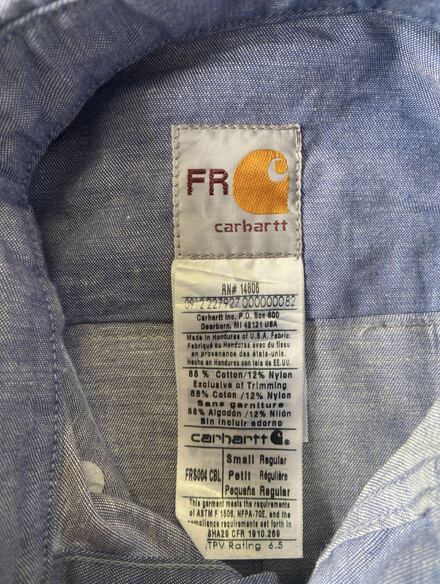 FR
carhartt
RN# 14806
0912 227927 000000082
Carhartt Inc. P.O. Box 600
Dearborn, MI 48121 USA
Made in Honduras of U.S.A. Fabric.
Fabriqué au Honduras avec du tissu
en provenance des états-unis.
Hecho en Honduras con tela de EE.UU.
88 % Cotton/12% Nylon
Exclusive of Trimming
88% Coton /12% Nylon
Sans garniture
88% Algodón /12% Nilón
Sin incluir adorno
carhartt
FRS004 CBL
Small Regular
Petit Régulière
Pequeña Regular
This garment meets the requirements
of ASTM F 1506, NFPA-70E, and the
compliance requirements set forth in
OSHA29 CFR 1910.269
ATPV Rating 6.5